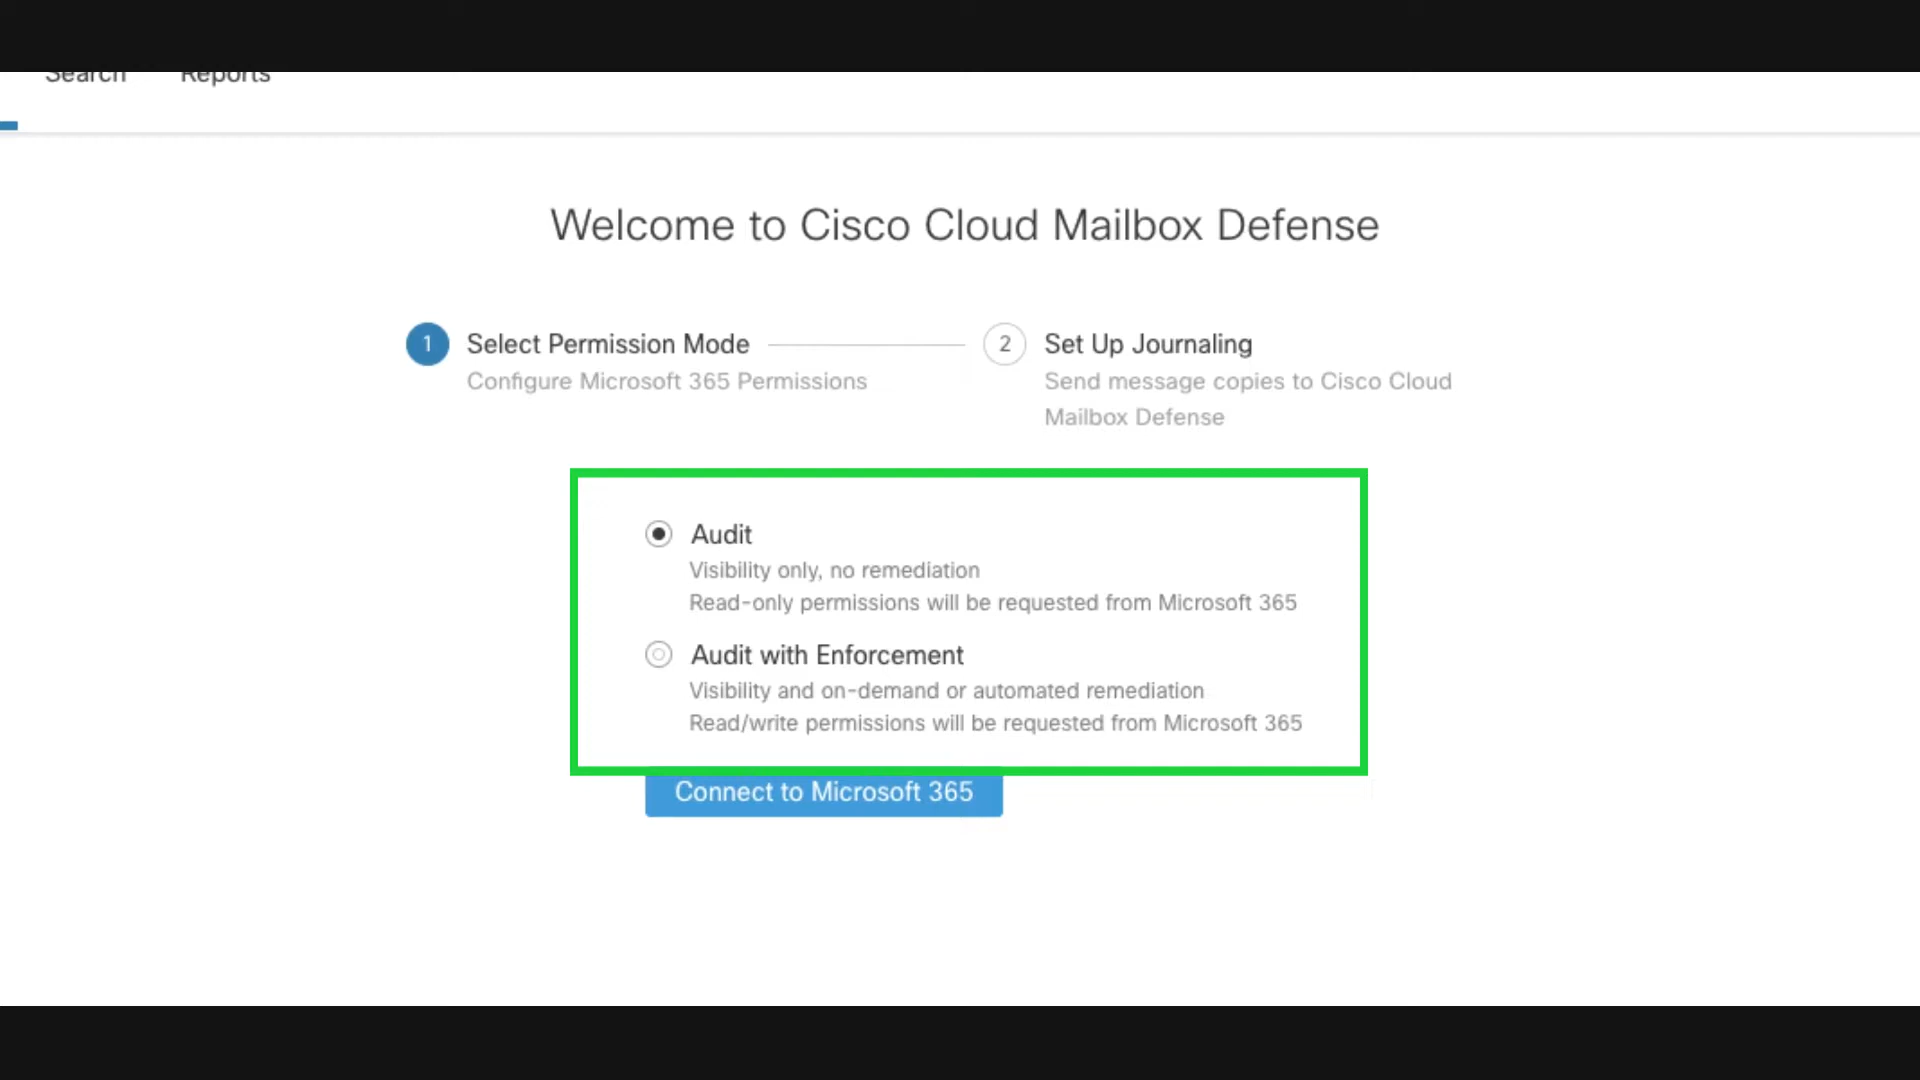 Search Reports
Welcome to Cisco Cloud Mailbox Defense
1 Select Permission Mode
Configure Microsoft 365 Permissions
2 Set Up Journaling
Send message copies to Cisco Cloud
Mailbox Defense
Audit
Visibility only, no remediation
Read-only permissions will be requested from Microsoft 365
Audit with Enforcement
Visibility and on-demand or automated remediation
Read/write permissions will be requested from Microsoft 365
Connect to Microsoft 365